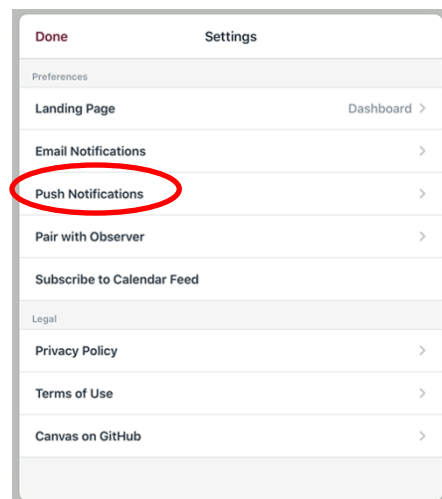 Done Settings
Preferences
Landing Page Dashboard
Email Notifications
Push Notifications
Pair with Observer
Subscribe to Calendar Feed
Legal
Privacy Policy
Terms of Use
Canvas on GitHub